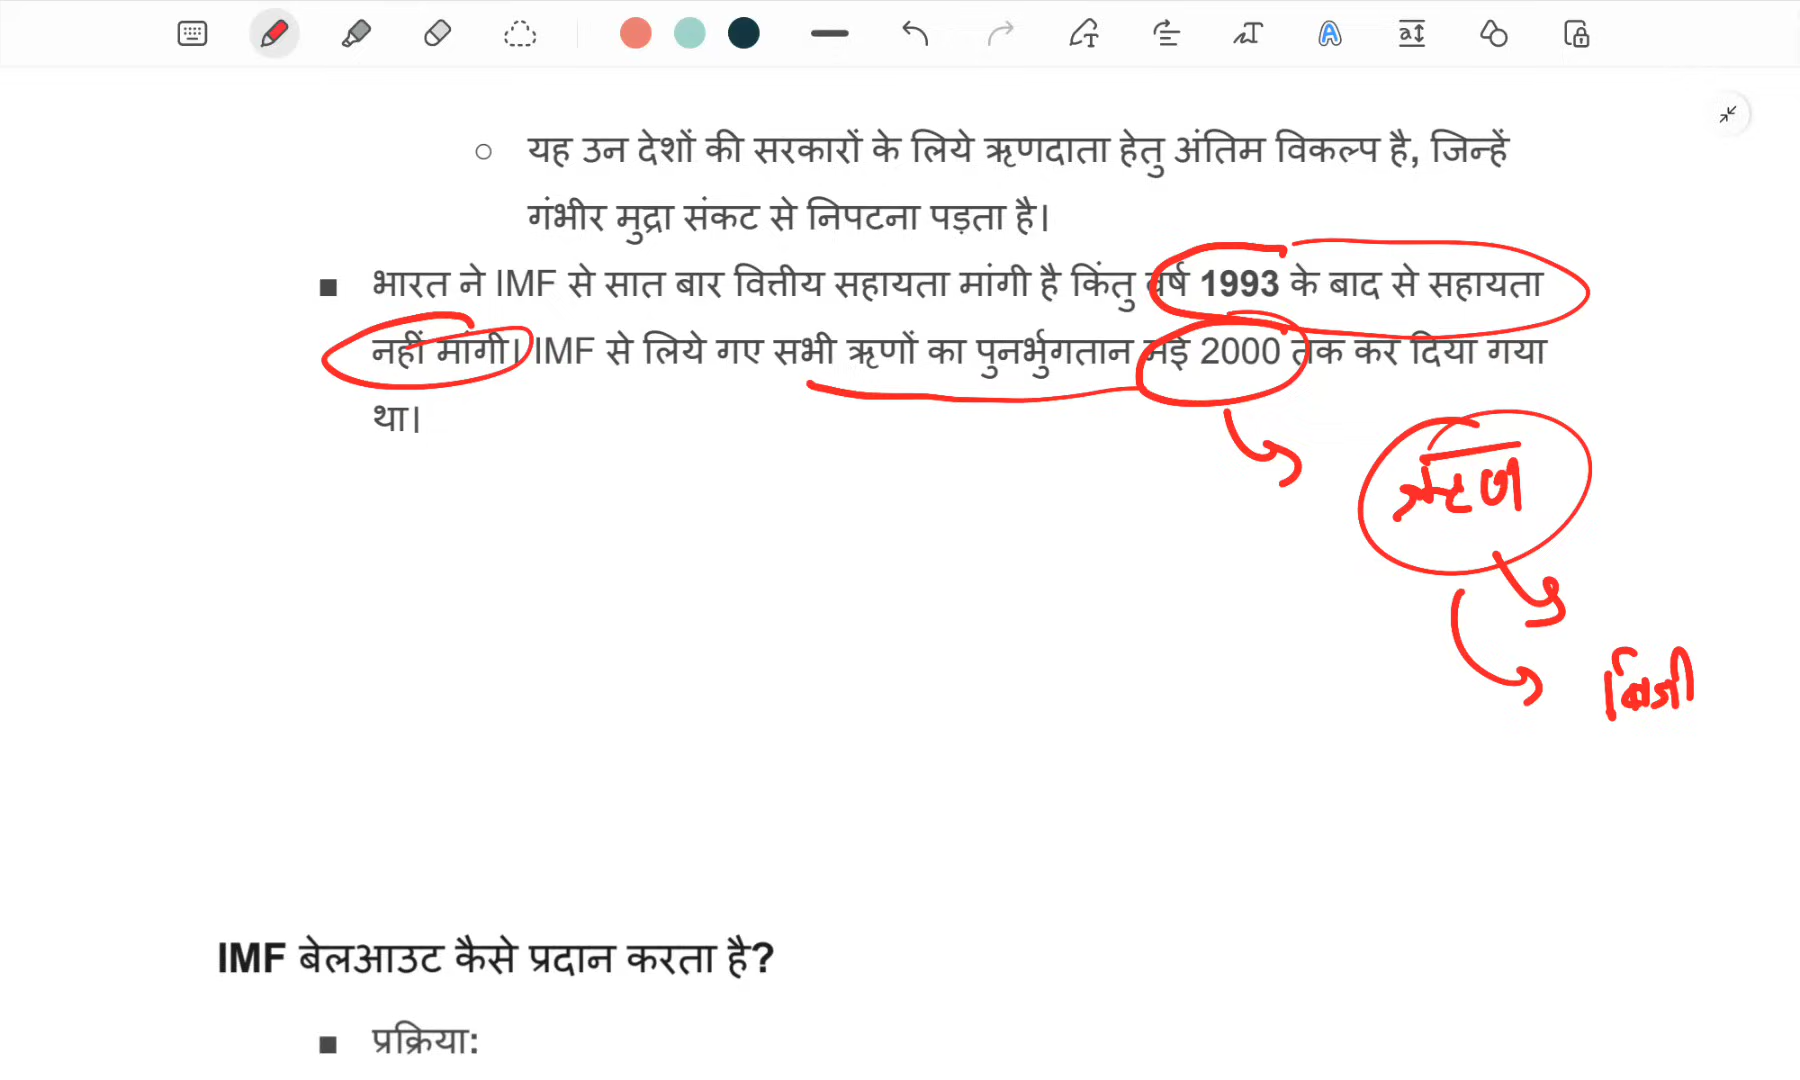 यह उन देशों की सरकारों के लिये ऋणदाता हेतु अंतिम विकल्प है, जिन्हें
गंभीर मुद्रा संकट से निपटना पड़ता है।
भारत ने IMF से सात बार वित्तीय सहायता मांगी है किंतु वर्ष 1993 के बाद से सहायता
नहीं मांगी। IMF से लिये गए सभी ऋणों का पुनर्भुगतान मई 2000 तक कर दिया गया
था।
ऋण
IMF बेलआउट कैसे प्रदान करता है?
प्रक्रिया: